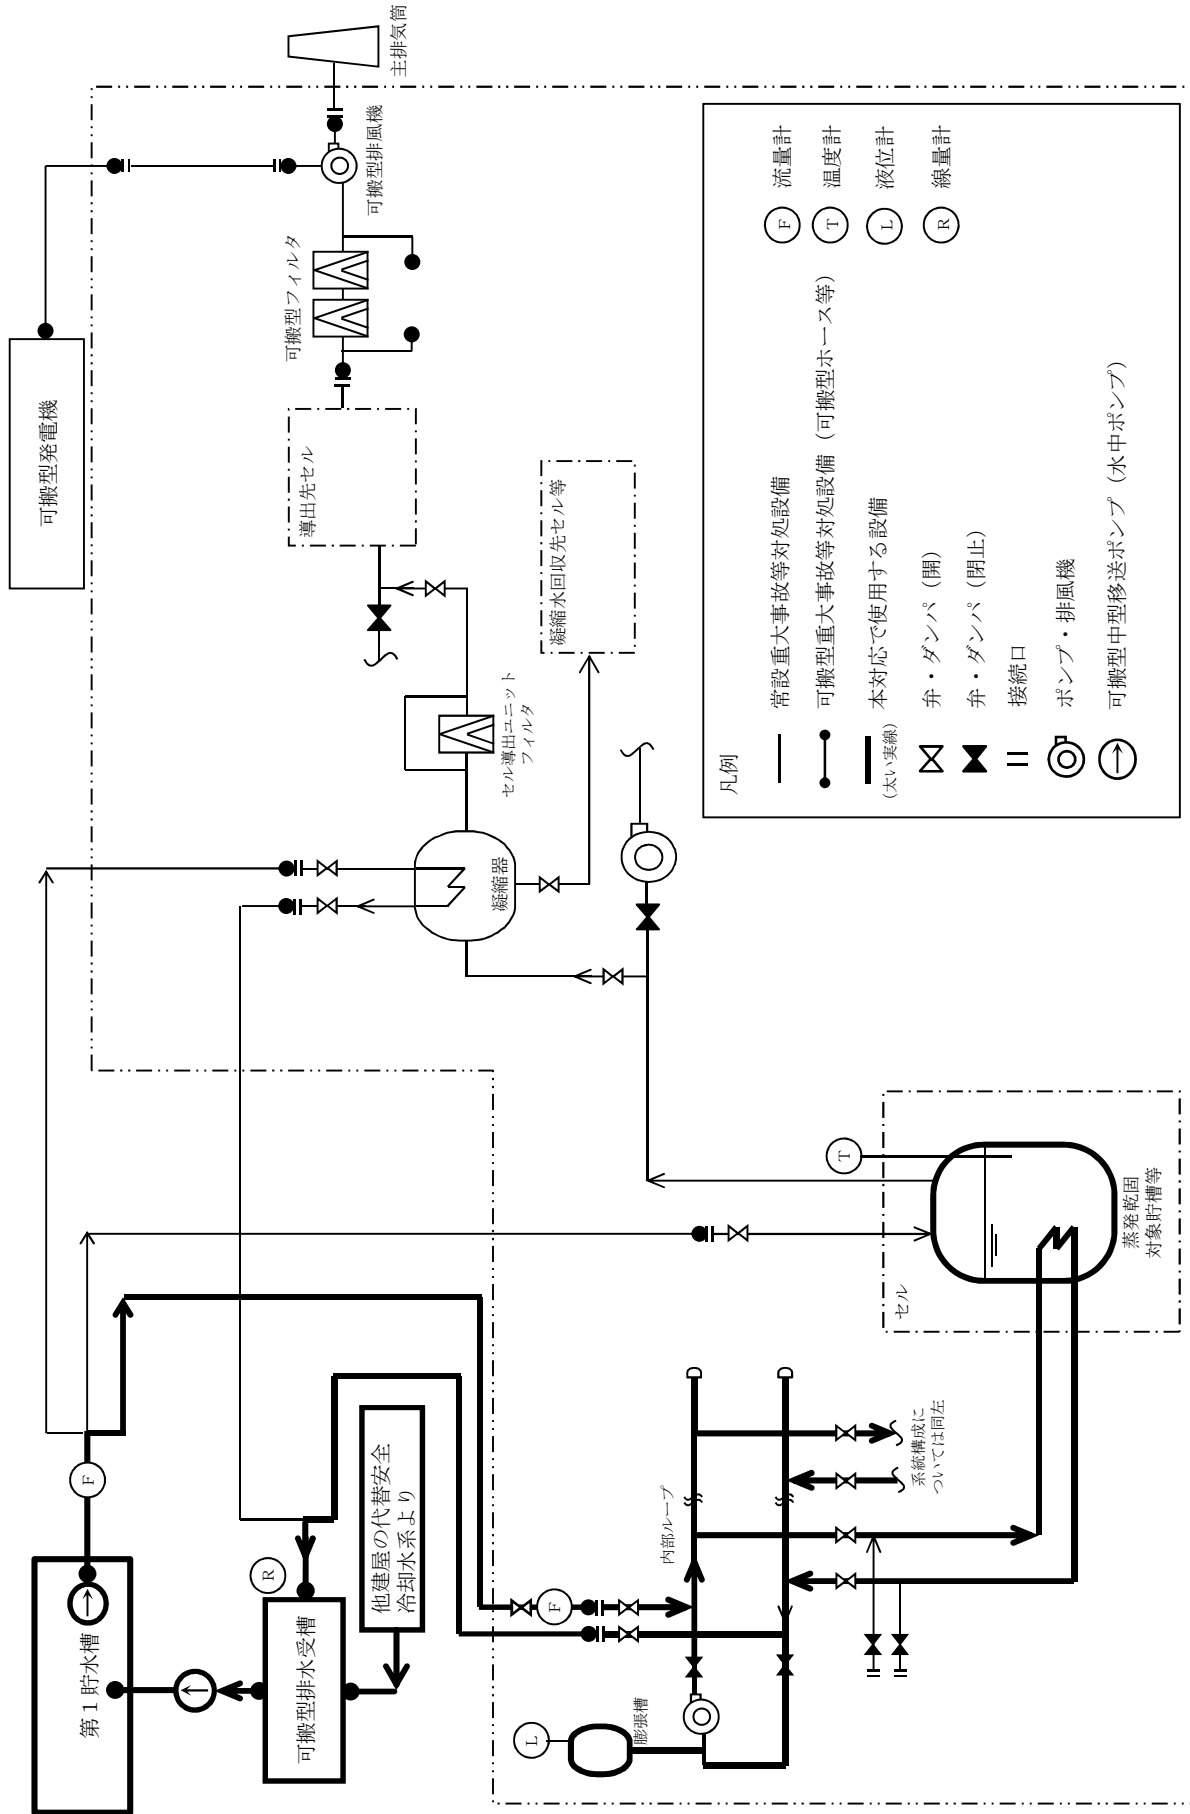 第１貯水槽
F
可搬型排水受槽
R
他建屋の代替安全
冷却水系より
L
膨張槽
F
内部ループ
系統構成に
ついては同左
セル
T
蒸発乾固
対象貯槽等
凝縮器
セル導出ユニット
フィルタ
凝縮水回収先セル等
導出先セル
可搬型フィルタ
可搬型排風機
主排気筒
可搬型発電機
凡例
常設重大事故等対処設備
可搬型重大事故等対処設備（可搬型ホース等）
本対応で使用する設備
（太い実線）
弁・ダンパ（開）
弁・ダンパ（閉止）
接続口
ポンプ・排風機
可搬型中型移送ポンプ（水中ポンプ）
F 流量計
T 温度計
L 液位計
R 線量計